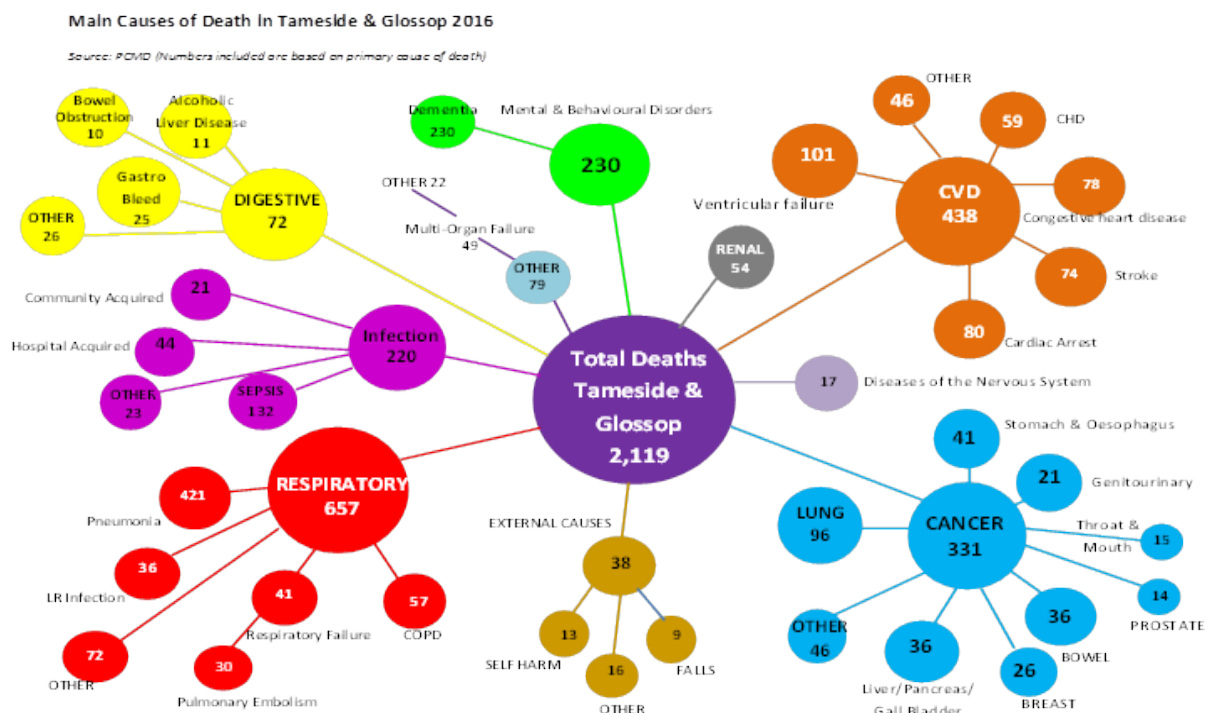 Main Causes of Death in Tameside & Glossop 2016
Source: PCMD (Numbers included are based on primary cause of death)
Bowel
Obstruction
10
Alcoholic
Liver Disease
11
Gastro
Bleed
25
OTHER
26
DIGESTIVE
72
Dementia
230
Mental & Behavioural Disorders
230
OTHER 22
Multi-Organ Failure
49
OTHER
79
RENAL
54
OTHER
46
59
CHD
101
Ventricular failure
CVD
438
78
Congestive heart disease
74
Stroke
80
Cardiac Arrest
Community Acquired
21
Hospital Acquired
44
OTHER
23
SEPSIS
132
Infection
220
Total Deaths
Tameside &
Glossop
2,119
17
Diseases of the Nervous System
RESPIRATORY
657
421
Pneumonia
36
LR Infection
72
OTHER
41
Respiratory Failure
30
Pulmonary Embolism
57
COPD
EXTERNAL CAUSES
38
13
SELF HARM
16
OTHER
9
FALLS
CANCER
331
41
Stomach & Oesophagus
21
Genitourinary
LUNG
96
Throat &
Mouth
15
14
PROSTATE
36
BOWEL
26
BREAST
36
Liver/Pancreas/
Gall Bladder
OTHER
46